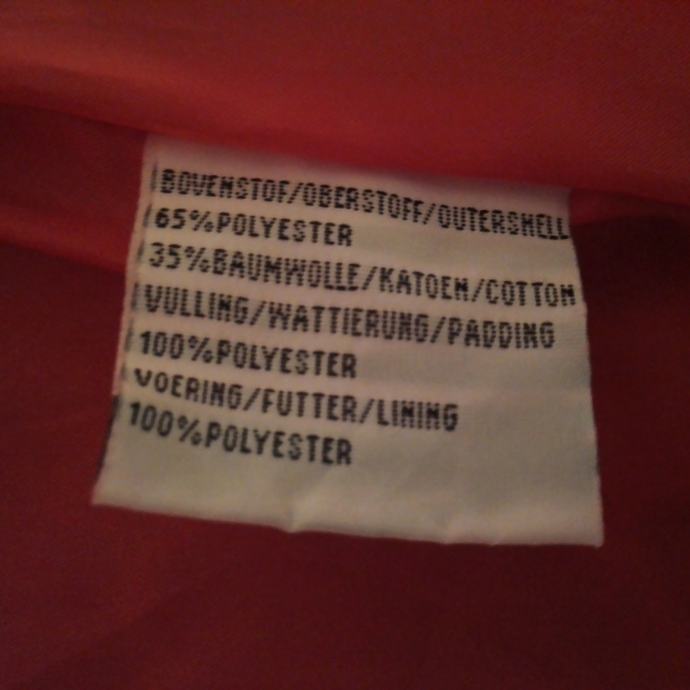 BOVENSTOF/OBERSTOFF/OUTERSHELL
65%POLYESTER
35%BAUMWOLLE/KATOEN/COTTON
VULLING/WATTIERUNG/PADDING
100%POLYESTER
VOERING/FUTTER/LINING
100%POLYESTER